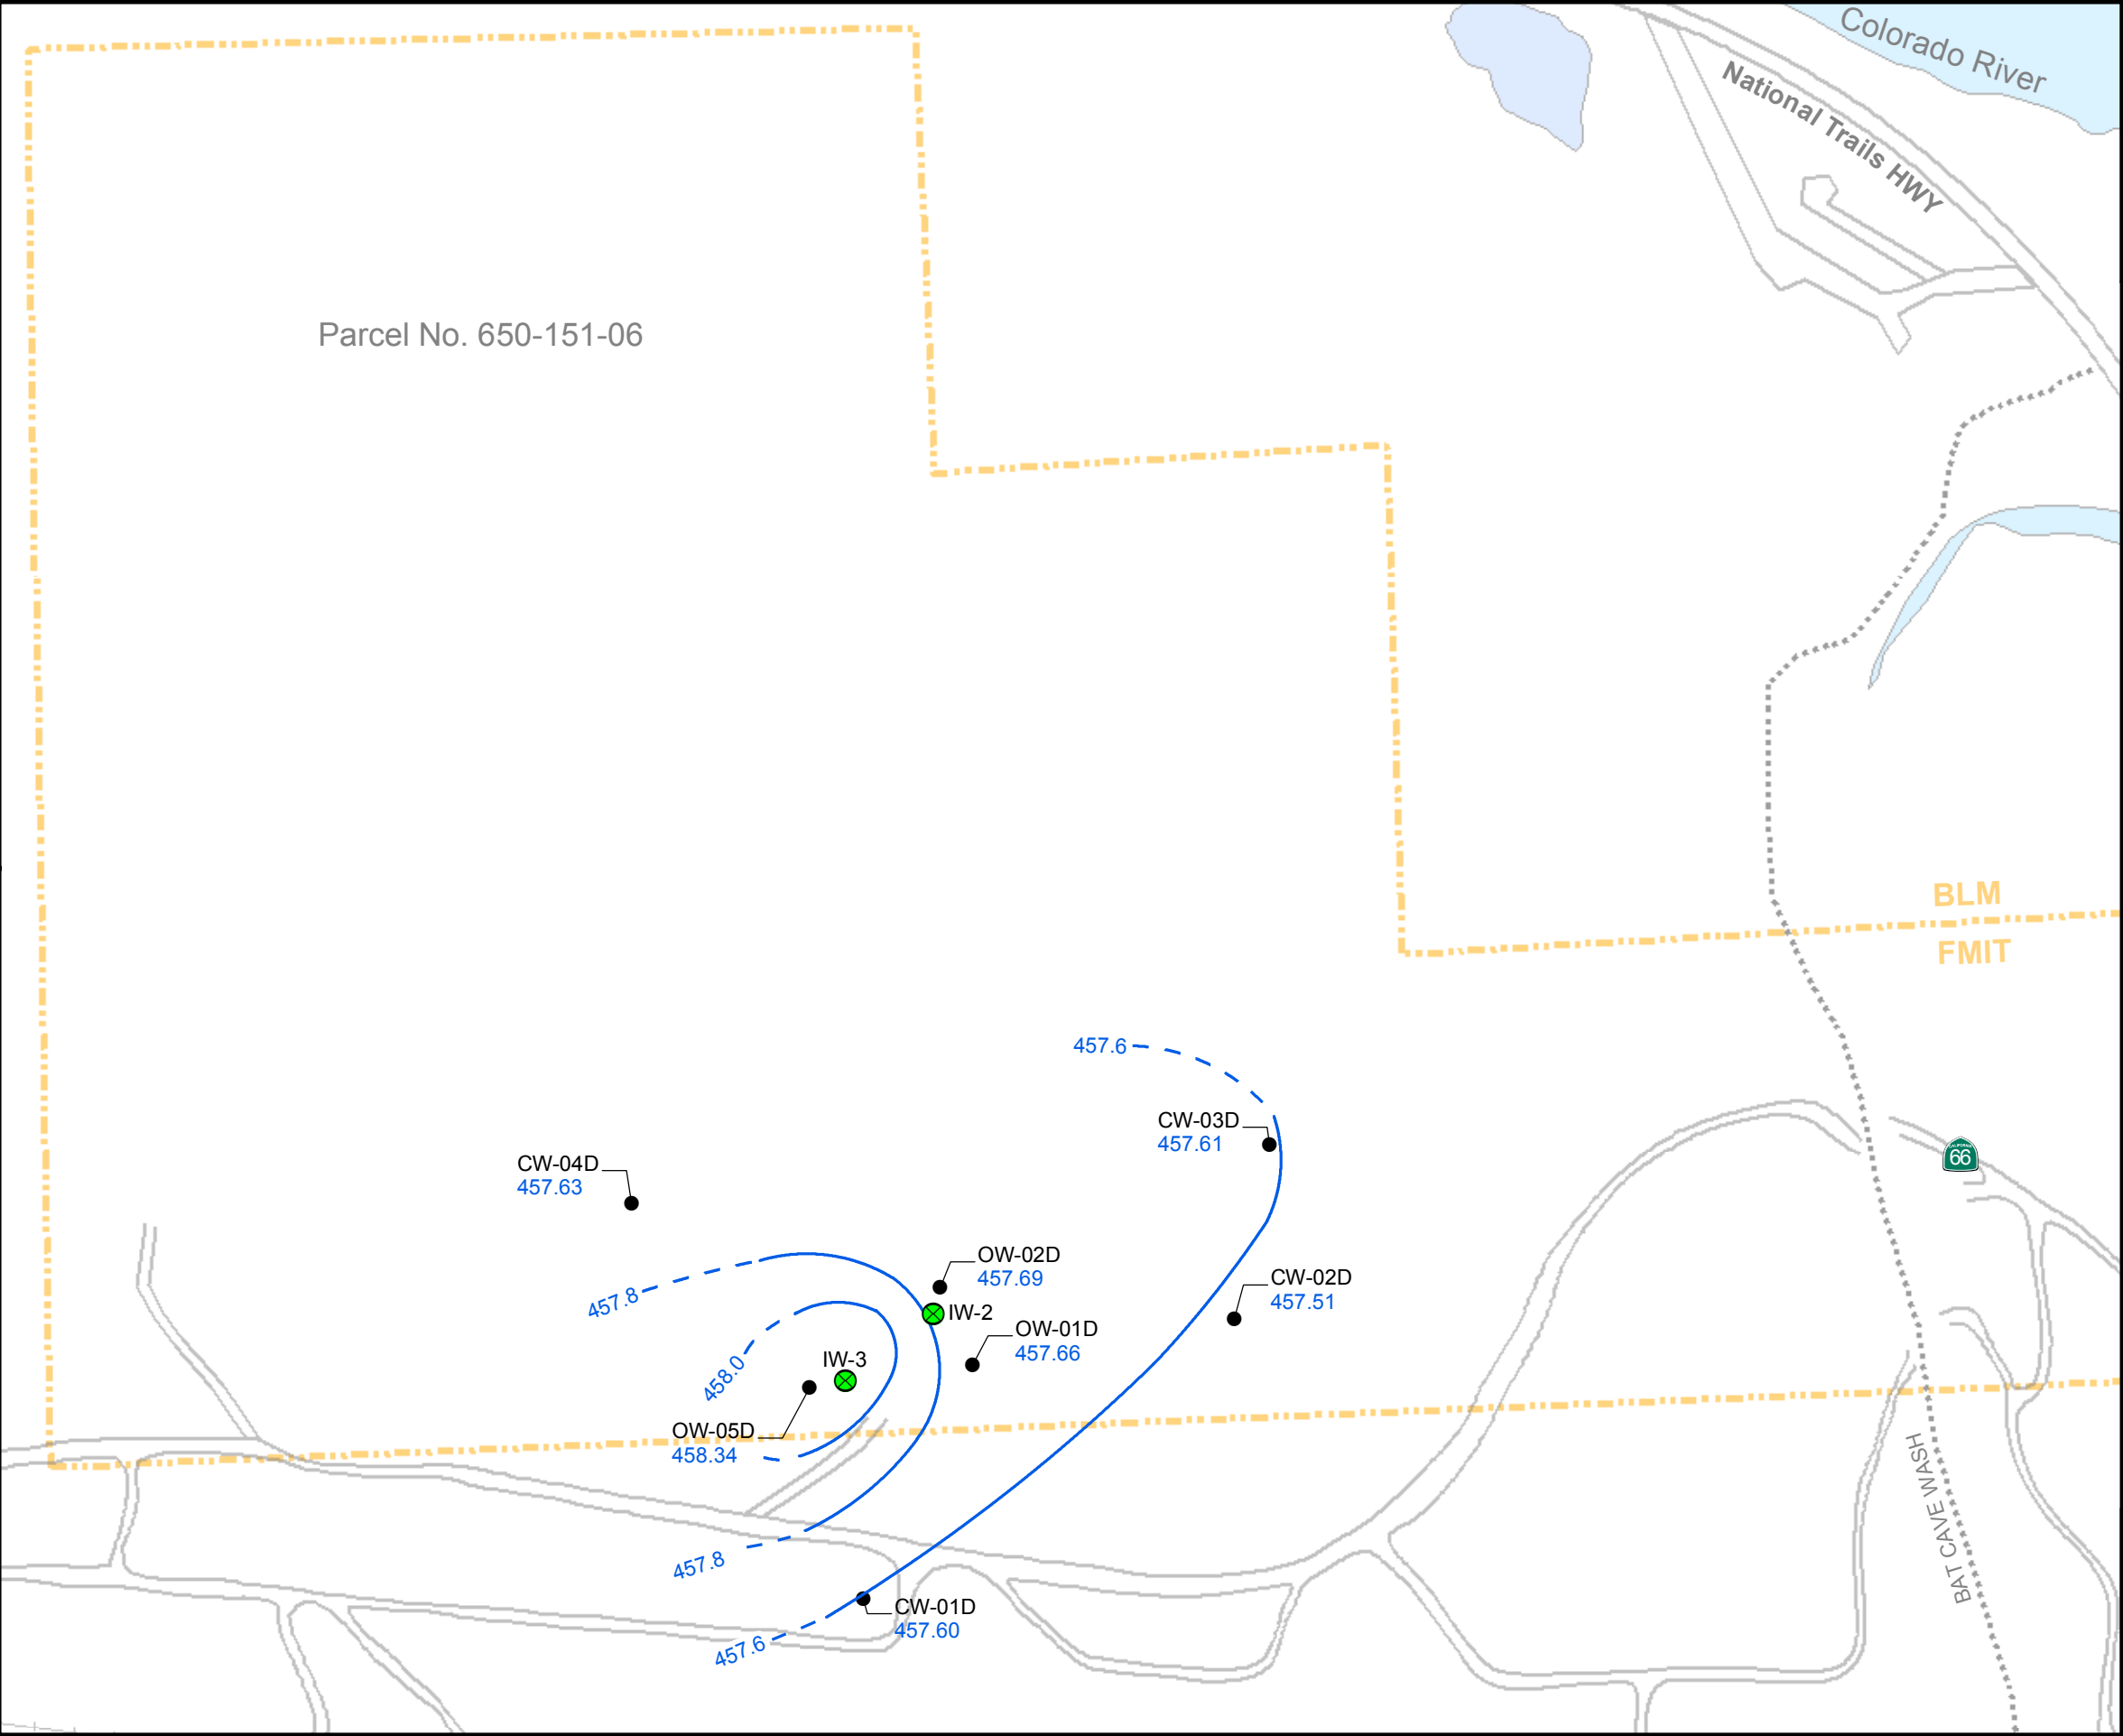 Colorado River
National Trails HWY
Parcel No. 650-151-06
BLM
FMIT
457.6
CW-03D
457.61
CALIFORNIA
66
CW-04D
457.63
OW-02D
457.69
CW-02D
457.51
457.8
IW-2
OW-01D
457.66
IW-3
458.0
OW-05D
458.34
BAT CAVE WASH
457.8
CW-01D
457.60
457.6